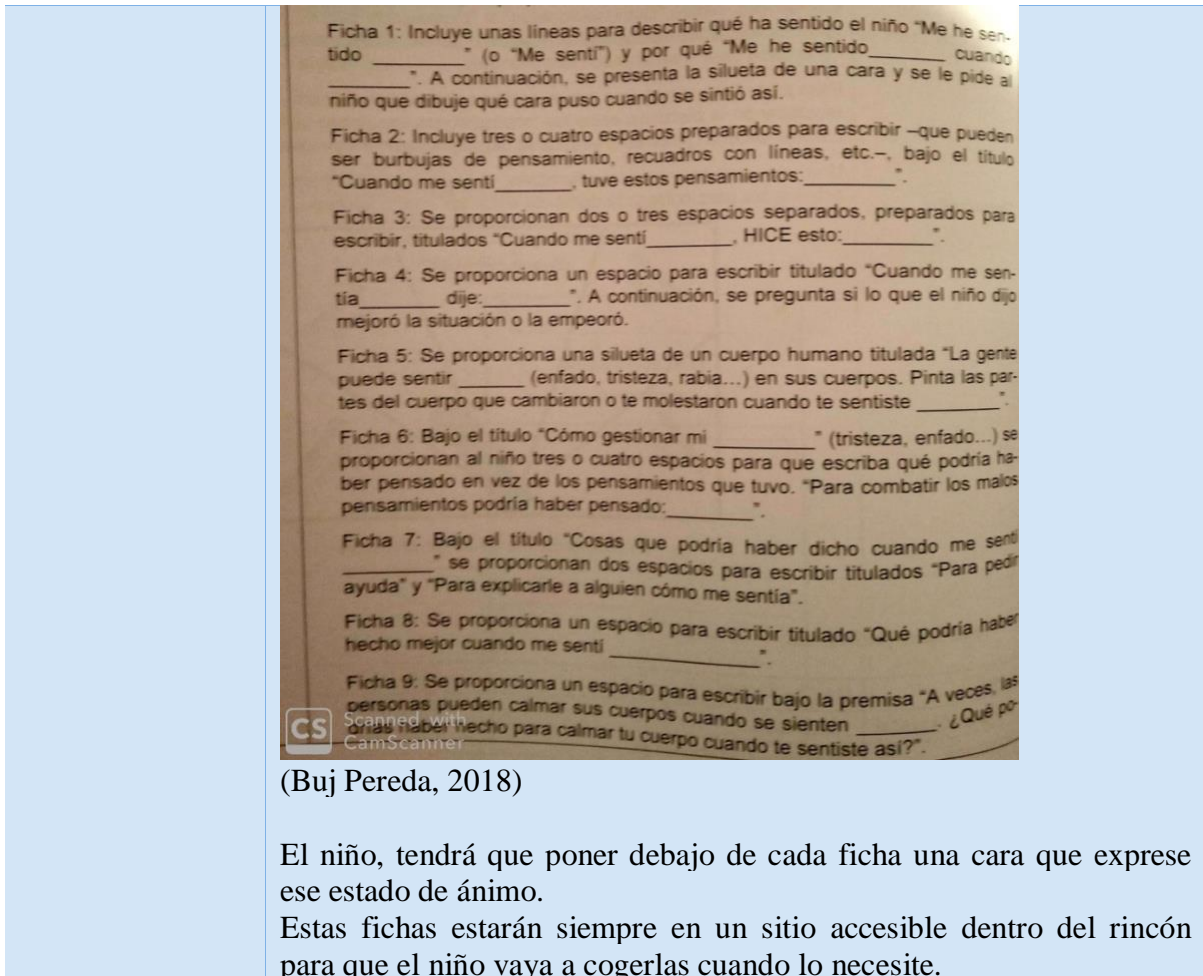 Ficha 1: Incluye unas líneas para describir qué ha sentido el niño “Me he sen-
tido _________” (o “Me sentí”) y por qué “Me he sentido________ cuando
_________”. A continuación, se presenta la silueta de una cara y se le pide al
niño que dibuje qué cara puso cuando se sintió así.
Ficha 2: Incluye tres o cuatro espacios preparados para escribir –que pueden
ser burbujas de pensamiento, recuadros con líneas, etc.–, bajo el título
“Cuando me sentí________, tuve estos pensamientos:_________”.
Ficha 3: Se proporcionan dos o tres espacios separados, preparados para
escribir, titulados “Cuando me sentí_________, HICE esto:_________”.
Ficha 4: Se proporciona un espacio para escribir titulado “Cuando me sen-
tía________ dije:_________”. A continuación, se pregunta si lo que el niño dijo
mejoró la situación o la empeoró.
Ficha 5: Se proporciona una silueta de un cuerpo humano titulada “La gente
puede sentir ______ (enfado, tristeza, rabia...) en sus cuerpos. Pinta las par-
tes del cuerpo que cambiaron o te molestaron cuando te sentiste ________”.
Ficha 6: Bajo el título “Cómo gestionar mi __________” (tristeza, enfado...) se
proporcionan al niño tres o cuatro espacios para que escriba qué podría ha-
ber pensado en vez de los pensamientos que tuvo. “Para combatir los malos
pensamientos podría haber pensado:_________”.
Ficha 7: Bajo el título “Cosas que podría haber dicho cuando me sentí
_________” se proporcionan dos espacios para escribir titulados “Para pedir
ayuda” y “Para explicarle a alguien cómo me sentía”.
Ficha 8: Se proporciona un espacio para escribir titulado “Qué podría haber
hecho mejor cuando me sentí _______________”.
Ficha 9: Se proporciona un espacio para escribir bajo la premisa “A veces, las
personas pueden calmar sus cuerpos cuando se sienten ________. ¿Qué po-
drías haber hecho para calmar tu cuerpo cuando te sentiste así?”.
CS Scanned with
CamScanner
(Buj Pereda, 2018)
El niño, tendrá que poner debajo de cada ficha una cara que exprese
ese estado de ánimo.
Estas fichas estarán siempre en un sitio accesible dentro del rincón
para que el niño vaya a cogerlas cuando lo necesite.